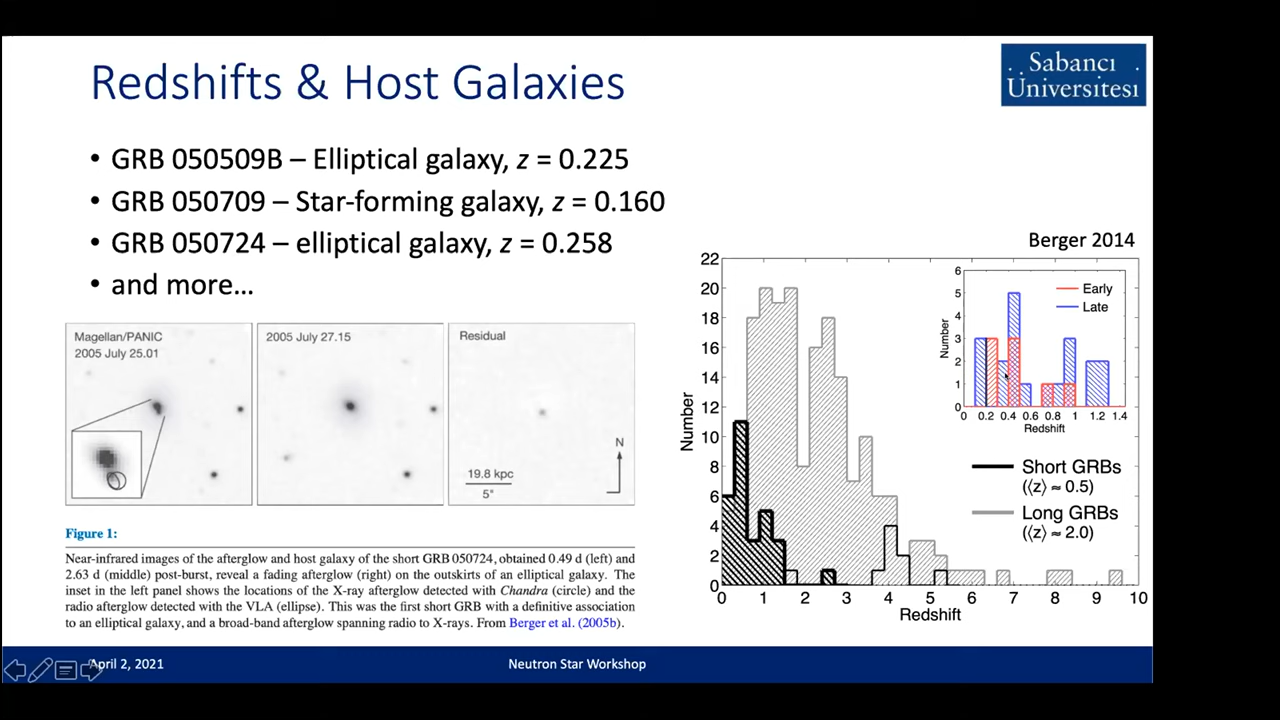 Redshifts & Host Galaxies
Sabancı
Üniversitesi
• GRB 050509B – Elliptical galaxy, z = 0.225
• GRB 050709 – Star-forming galaxy, z = 0.160
• GRB 050724 – elliptical galaxy, z = 0.258
• and more...
Magellan/PANIC
2005 July 25.01
2005 July 27.15
Residual
N
19.8 kpc
5"
Figure 1:
Near-infrared images of the afterglow and host galaxy of the short GRB 050724, obtained 0.49 d (left) and
2.63 d (middle) post-burst, reveal a fading afterglow (right) on the outskirts of an elliptical galaxy. The
inset in the left panel shows the locations of the X-ray afterglow detected with Chandra (circle) and the
radio afterglow detected with the VLA (ellipse). This was the first short GRB with a definitive association
to an elliptical galaxy, and a broad-band afterglow spanning radio to X-rays. From Berger et al. (2005b).
Berger 2014
22
20
18
16
14
12
10
8
6
4
2
0
Number
0 1 2 3 4 5 6 7 8 9 10
Redshift
6
5
4
3
2
1
0
Number
0 0.2 0.4 0.6 0.8 1 1.2 1.4
Redshift
Early
Late
Short GRBs
(⟨z⟩ ≈ 0.5)
Long GRBs
(⟨z⟩ ≈ 2.0)
April 2, 2021
Neutron Star Workshop